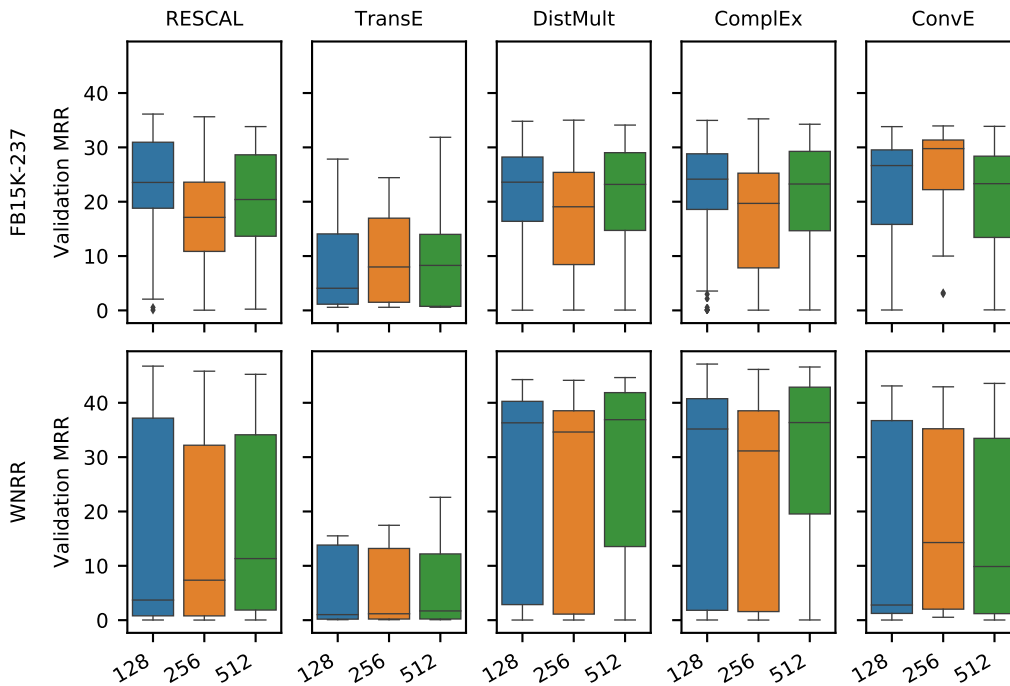 RESCAL TransE DistMult ComplEx ConvE
FB15K-237
Validation MRR
40
30
20
10
0
WNRR
Validation MRR
40
30
20
10
0
128 256 512 128 256 512 128 256 512 128 256 512 128 256 512